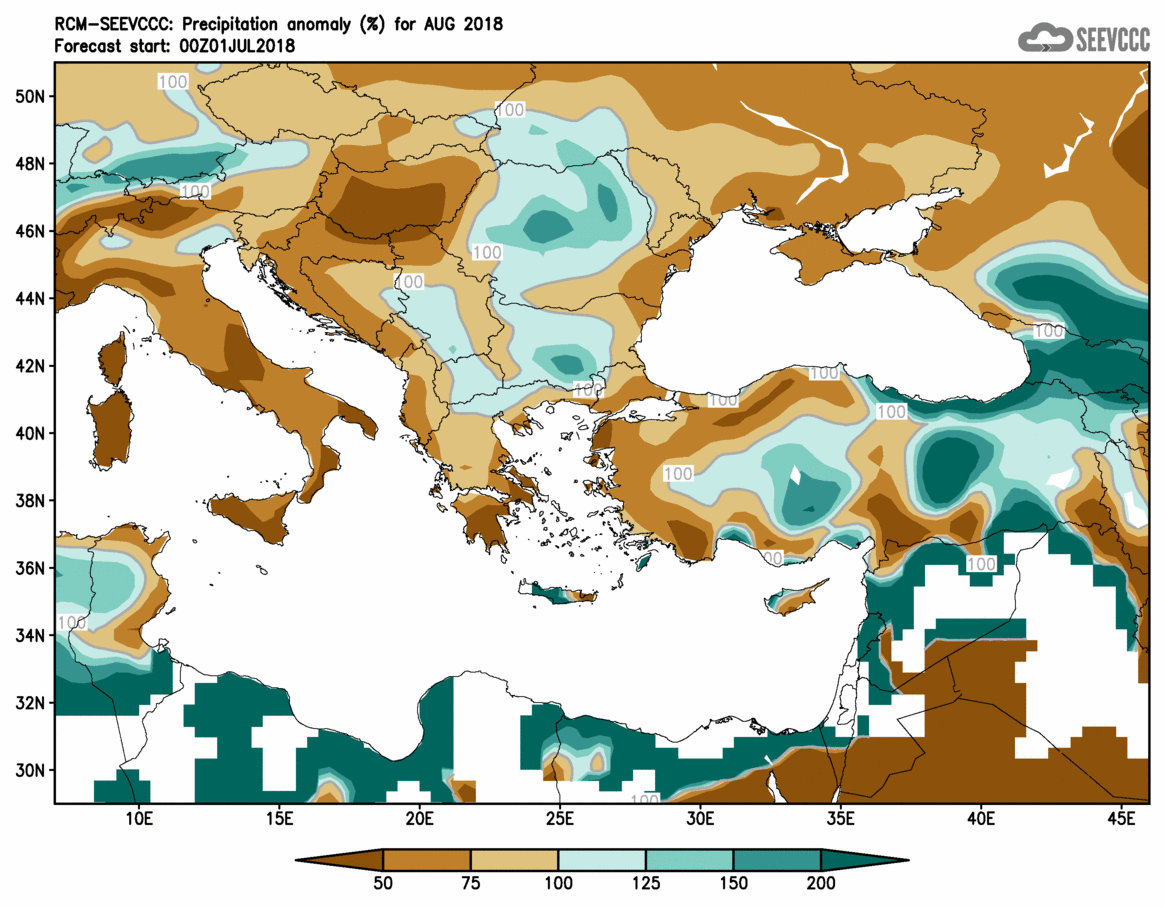 RCM-SEEVCCC: Precipitation anomaly (%) for AUG 2018
Forecast start: 00Z01JUL2018
SEEVCCC
50N
48N
46N
44N
42N
40N
38N
36N
34N
32N
30N
100
100
100
100
100
100
100
100
100
100
100
00
100
100
100
10E
15E
20E
25E
30E
35E
40E
45E
50
75
100
125
150
200